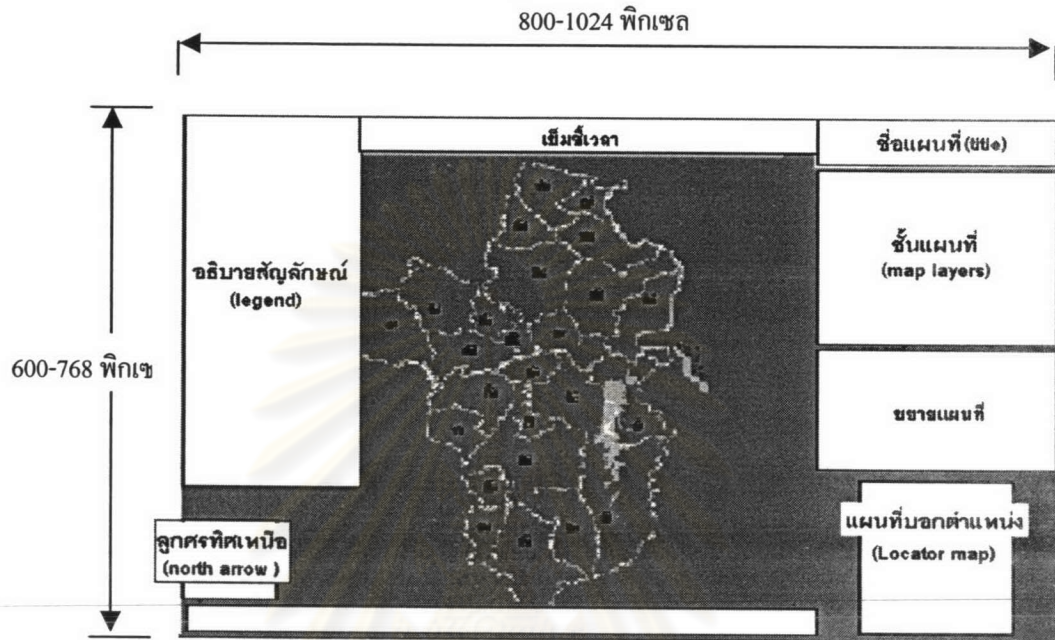 800-1024 พิกเซล
เข็มชี้เวลา
ชื่อแผนที่(ขยอ)
อธิบายสัญลักษณ์
(legend)
ชั้นแผนที่
(map layers)
600-768 พิกเซ
ขยายแผนที่
ลูกศรทิศเหนือ
(north arrow )
แผนที่บอกตำแหน่ง
(Locator map)